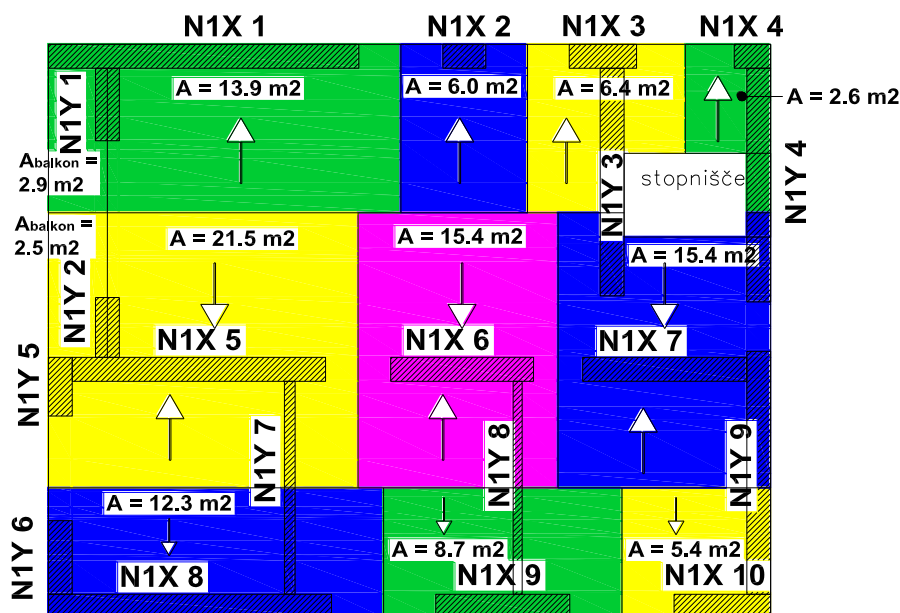 N1X 1
N1X 2
N1X 3
N1X 4
A = 13.9 m2
A = 6.0 m2
A = 6.4 m2
A = 2.6 m2
N1Y 1
N1Y 3
N1Y 4
Abalkon =
2.9 m2
stopnišče
Abalkon =
2.5 m2
A = 21.5 m2
A = 15.4 m2
A = 15.4 m2
N1Y 2
N1X 5
N1X 6
N1X 7
N1Y 5
N1Y 7
N1Y 8
N1Y 9
A = 12.3 m2
N1Y 6
A = 8.7 m2
A = 5.4 m2
N1X 8
N1X 9
N1X 10